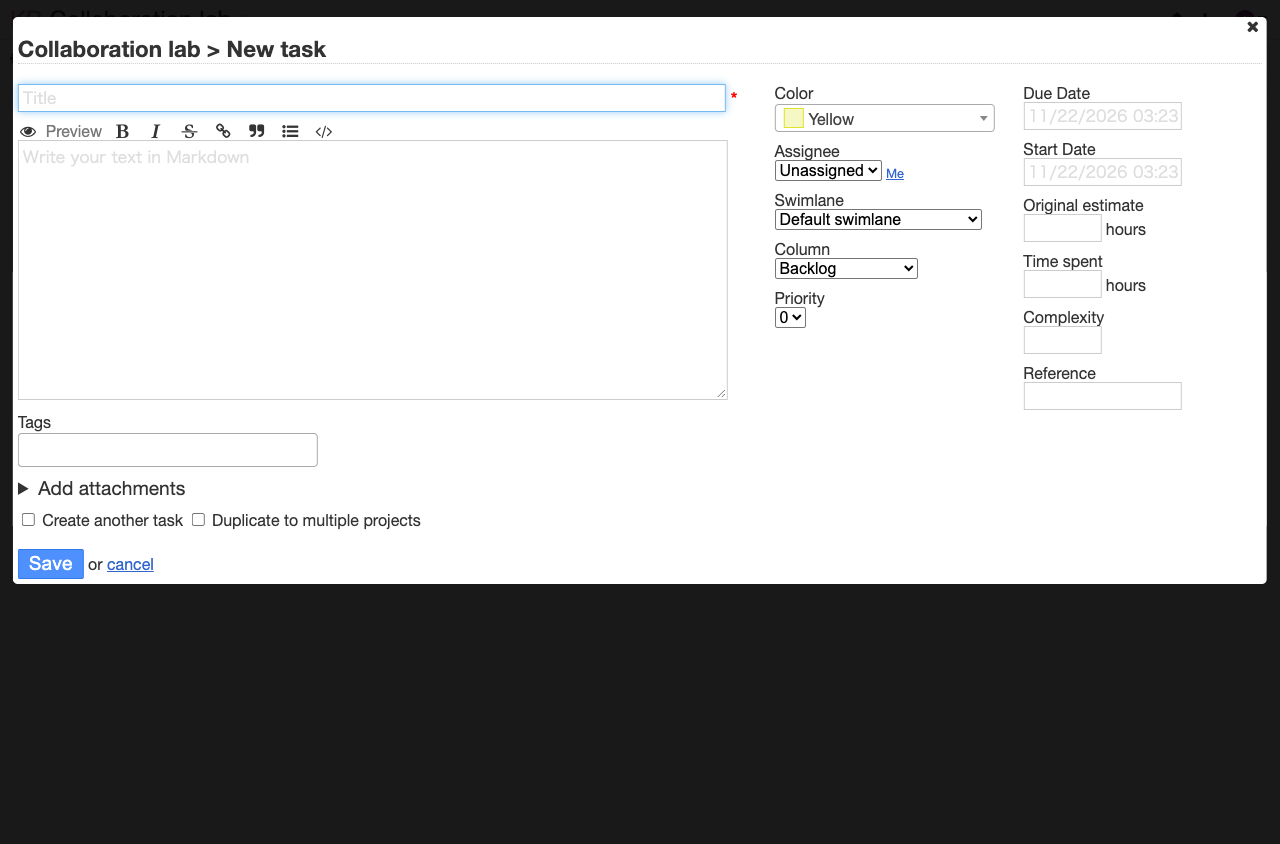 Collaboration lab > New task
Title *
Preview B I S
Write your text in Markdown
Tags
Add attachments
Create another task Duplicate to multiple projects
Save or cancel
Color
Yellow
Assignee
Unassigned Me
Swimlane
Default swimlane
Column
Backlog
Priority
0
Due Date
11/22/2026 03:23
Start Date
11/22/2026 03:23
Original estimate
hours
Time spent
hours
Complexity
Reference